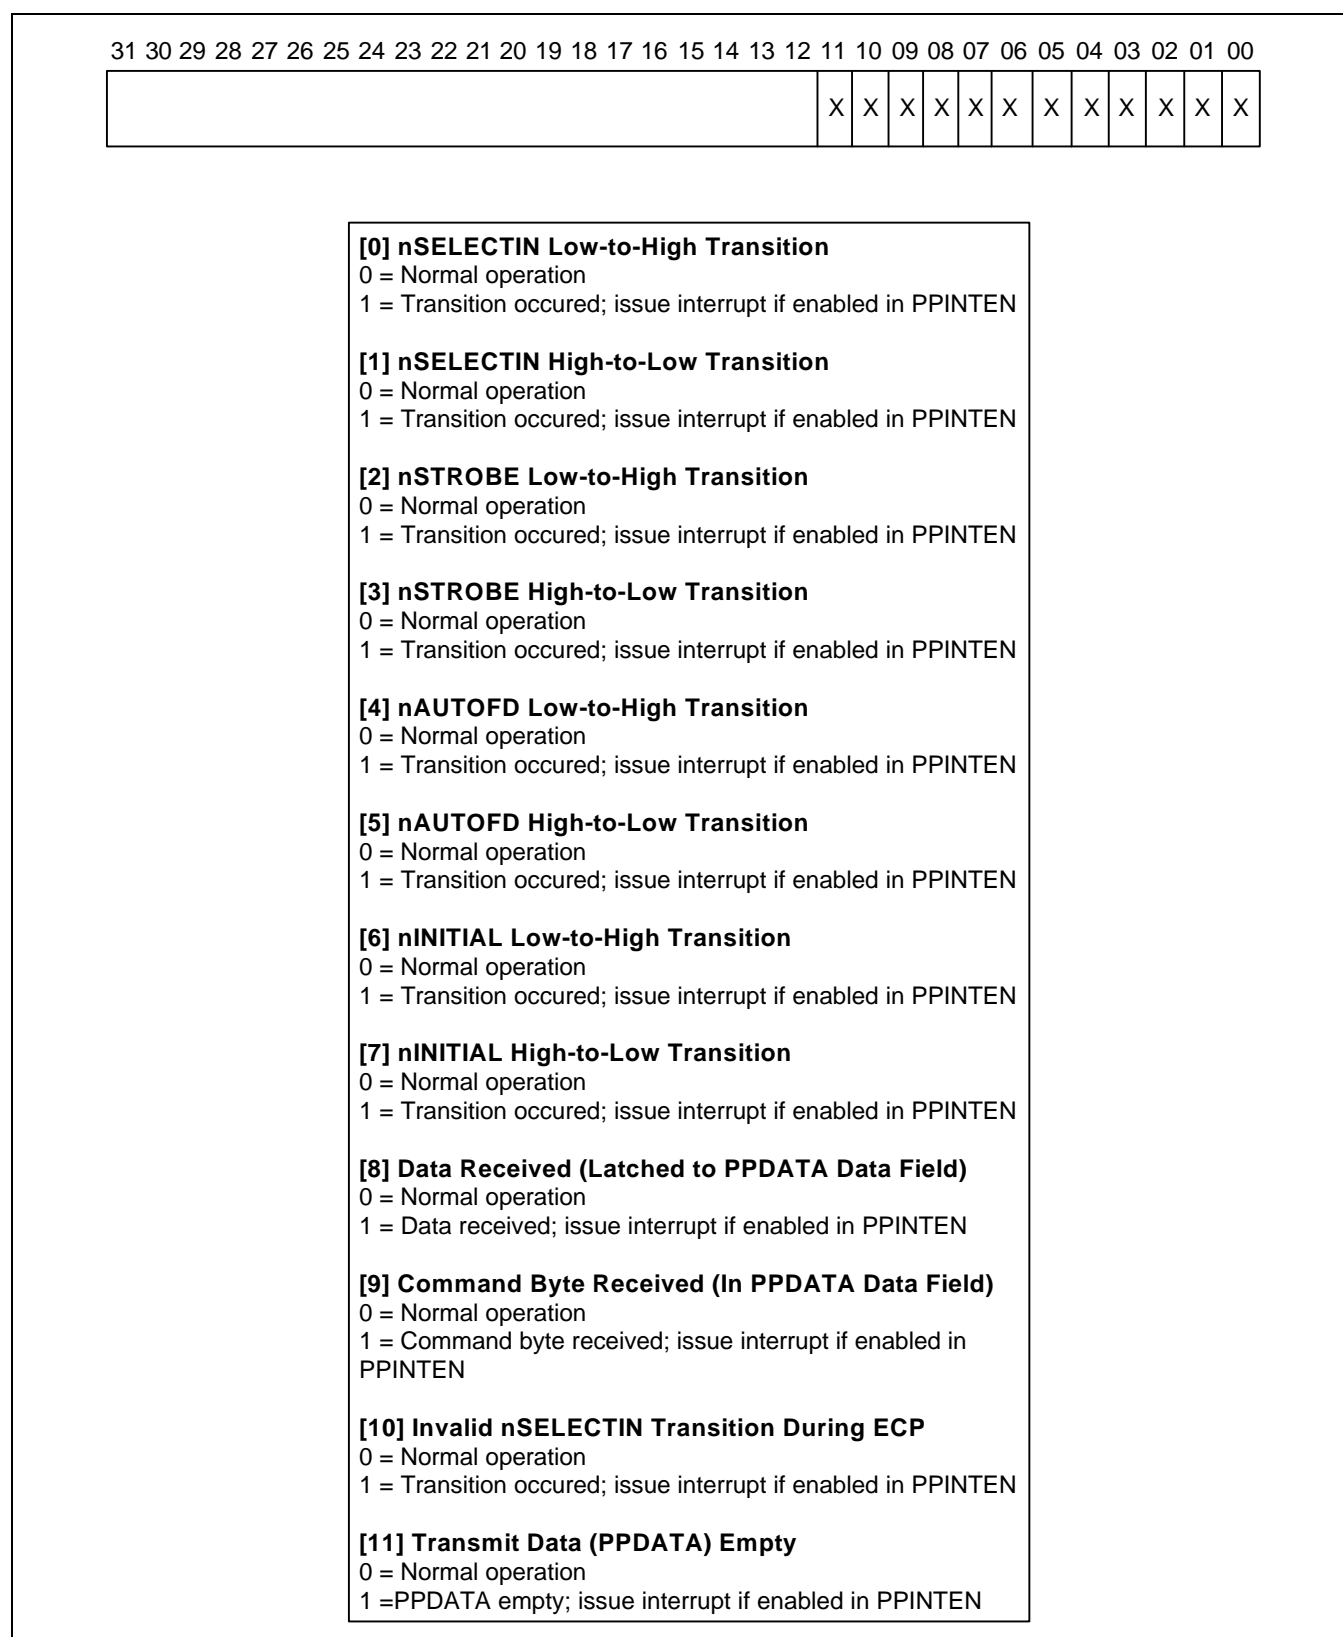 31 30 29 28 27 26 25 24 23 22 21 20 19 18 17 16 15 14 13 12 11 10 09 08 07 06 05 04 03 02 01 00
X X X X X X X X X X X X
[0] nSELECTIN Low-to-High Transition
0 = Normal operation
1 = Transition occured; issue interrupt if enabled in PPINTEN
[1] nSELECTIN High-to-Low Transition
0 = Normal operation
1 = Transition occured; issue interrupt if enabled in PPINTEN
[2] nSTROBE Low-to-High Transition
0 = Normal operation
1 = Transition occured; issue interrupt if enabled in PPINTEN
[3] nSTROBE High-to-Low Transition
0 = Normal operation
1 = Transition occured; issue interrupt if enabled in PPINTEN
[4] nAUTOFD Low-to-High Transition
0 = Normal operation
1 = Transition occured; issue interrupt if enabled in PPINTEN
[5] nAUTOFD High-to-Low Transition
0 = Normal operation
1 = Transition occured; issue interrupt if enabled in PPINTEN
[6] nINITIAL Low-to-High Transition
0 = Normal operation
1 = Transition occured; issue interrupt if enabled in PPINTEN
[7] nINITIAL High-to-Low Transition
0 = Normal operation
1 = Transition occured; issue interrupt if enabled in PPINTEN
[8] Data Received (Latched to PPDATA Data Field)
0 = Normal operation
1 = Data received; issue interrupt if enabled in PPINTEN
[9] Command Byte Received (In PPDATA Data Field)
0 = Normal operation
1 = Command byte received; issue interrupt if enabled in
PPINTEN
[10] Invalid nSELECTIN Transition During ECP
0 = Normal operation
1 = Transition occured; issue interrupt if enabled in PPINTEN
[11] Transmit Data (PPDATA) Empty
0 = Normal operation
1 =PPDATA empty; issue interrupt if enabled in PPINTEN